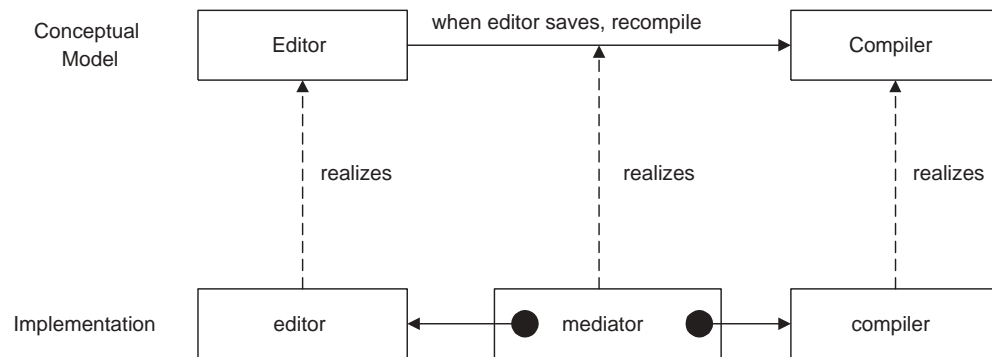 Conceptual
Model
Editor
when editor saves, recompile
Compiler
realizes
realizes
realizes
Implementation
editor
mediator
compiler